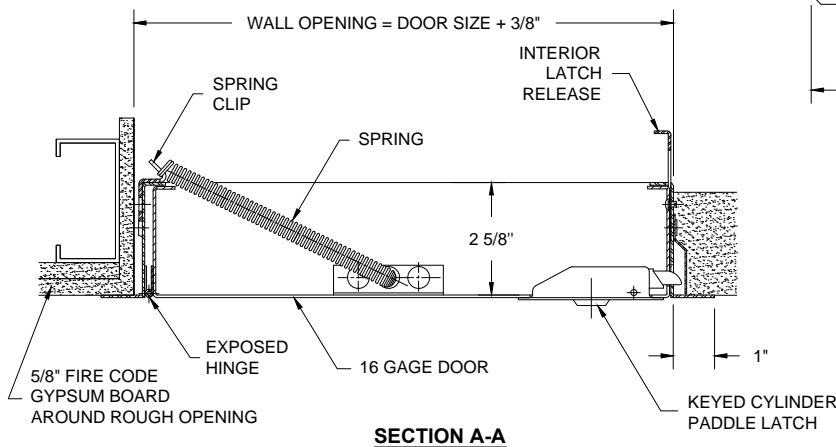 WALL OPENING = DOOR SIZE + 3/8"
INTERIOR
LATCH
RELEASE
SPRING
CLIP
SPRING
2 5/8"
EXPOSED
HINGE
16 GAGE DOOR
1"
5/8" FIRE CODE
GYPSUM BOARD
AROUND ROUGH OPENING
KEYED CYLINDER
PADDLE LATCH
SECTION A-A